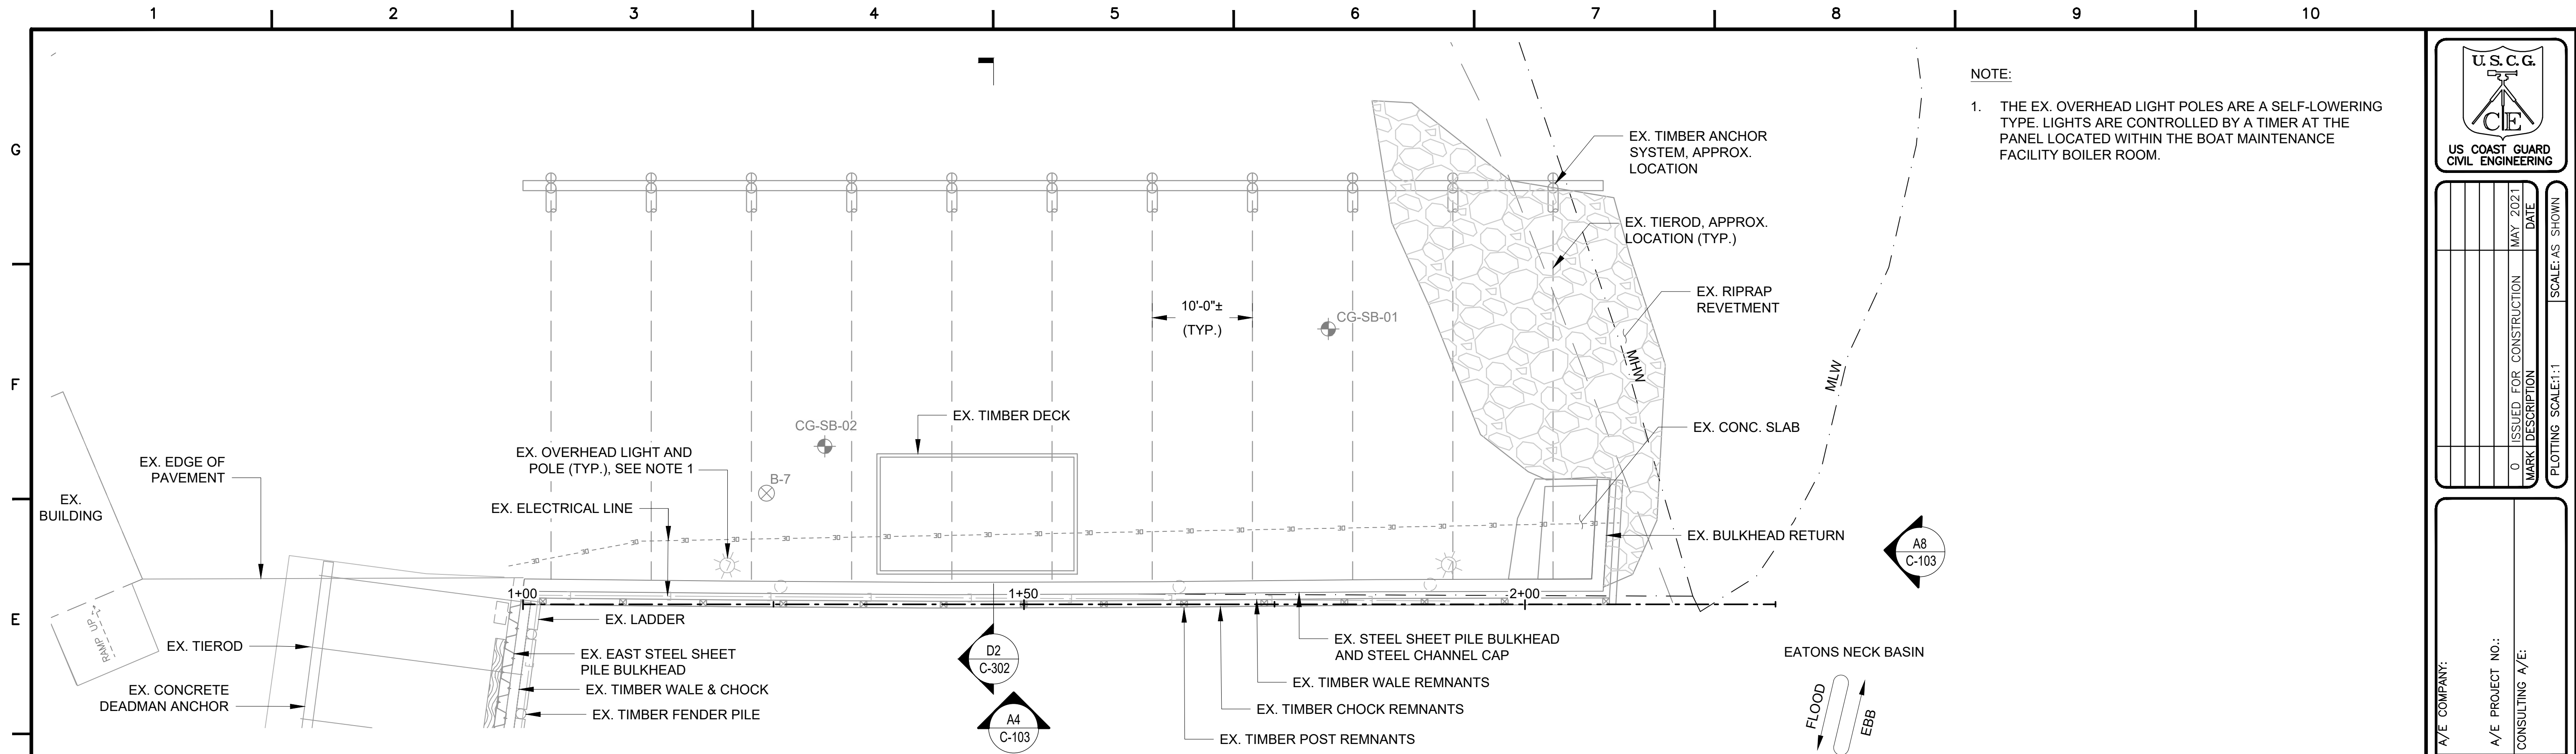 1 2 3 4 5 6 7 8 9 10
G
F
E
NOTE:
1. THE EX. OVERHEAD LIGHT POLES ARE A SELF-LOWERING
TYPE. LIGHTS ARE CONTROLLED BY A TIMER AT THE
PANEL LOCATED WITHIN THE BOAT MAINTENANCE
FACILITY BOILER ROOM.
EX. TIMBER ANCHOR
SYSTEM, APPROX.
LOCATION
EX. TIEROD, APPROX.
LOCATION (TYP.)
EX. RIPRAP
REVETMENT
10'-0"±
(TYP.)
CG-SB-01
MHW
MLW
EX. TIMBER DECK
CG-SB-02
EX. CONC. SLAB
EX. OVERHEAD LIGHT AND
POLE (TYP.), SEE NOTE 1
B-7
EX. EDGE OF
PAVEMENT
EX.
BUILDING
EX. ELECTRICAL LINE
EX. BULKHEAD RETURN
A8
C-103
1+00
1+50
2+00
RAMP UP
EX. TIEROD
EX. CONCRETE
DEADMAN ANCHOR
EX. LADDER
EX. EAST STEEL SHEET
PILE BULKHEAD
EX. TIMBER WALE & CHOCK
EX. TIMBER FENDER PILE
D2
C-302
A4
C-103
EX. STEEL SHEET PILE BULKHEAD
AND STEEL CHANNEL CAP
EX. TIMBER WALE REMNANTS
EX. TIMBER CHOCK REMNANTS
EX. TIMBER POST REMNANTS
EATONS NECK BASIN
FLOOD
EBB
U.S.C.G.
CE
US COAST GUARD
CIVIL ENGINEERING
0 ISSUED FOR CONSTRUCTION MAY 2021
MARK DESCRIPTION DATE
PLOTTING SCALE:1:1 SCALE: AS SHOWN
A/E COMPANY:
A/E PROJECT NO.:
CONSULTING A/E: